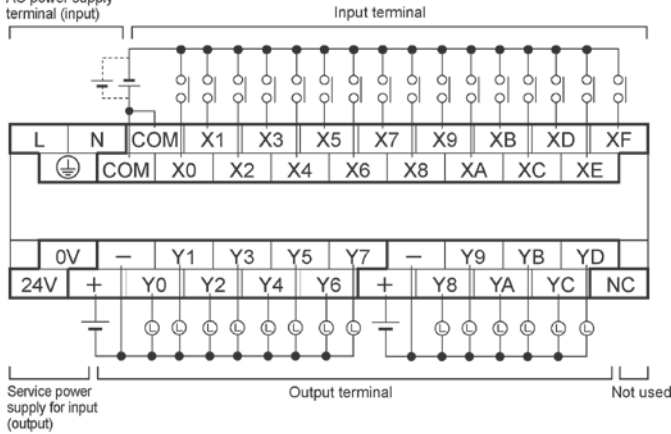 AC power supply
terminal (input)
Input terminal
L N COM X1 X3 X5 X7 X9 XB XD XF
COM X0 X2 X4 X6 X8 XA XC XE
0V − Y1 Y3 Y5 Y7 − Y9 YB YD
24V + Y0 Y2 Y4 Y6 + Y8 YA YC NC
L L L L L L L L L L L L L L
Service power
supply for input
(output)
Output terminal
Not used